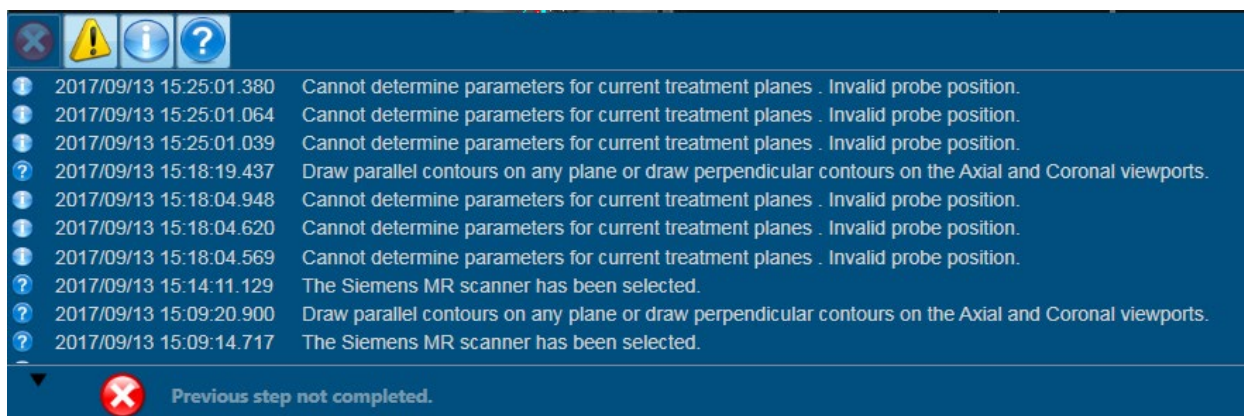 2017/09/13 15:25:01.380 Cannot determine parameters for current treatment planes . Invalid probe position.
2017/09/13 15:25:01.064 Cannot determine parameters for current treatment planes . Invalid probe position.
2017/09/13 15:25:01.039 Cannot determine parameters for current treatment planes . Invalid probe position.
2017/09/13 15:18:19.437 Draw parallel contours on any plane or draw perpendicular contours on the Axial and Coronal viewports.
2017/09/13 15:18:04.948 Cannot determine parameters for current treatment planes . Invalid probe position.
2017/09/13 15:18:04.620 Cannot determine parameters for current treatment planes . Invalid probe position.
2017/09/13 15:18:04.569 Cannot determine parameters for current treatment planes . Invalid probe position.
2017/09/13 15:14:11.129 The Siemens MR scanner has been selected.
2017/09/13 15:09:20.900 Draw parallel contours on any plane or draw perpendicular contours on the Axial and Coronal viewports.
2017/09/13 15:09:14.717 The Siemens MR scanner has been selected.
Previous step not completed.